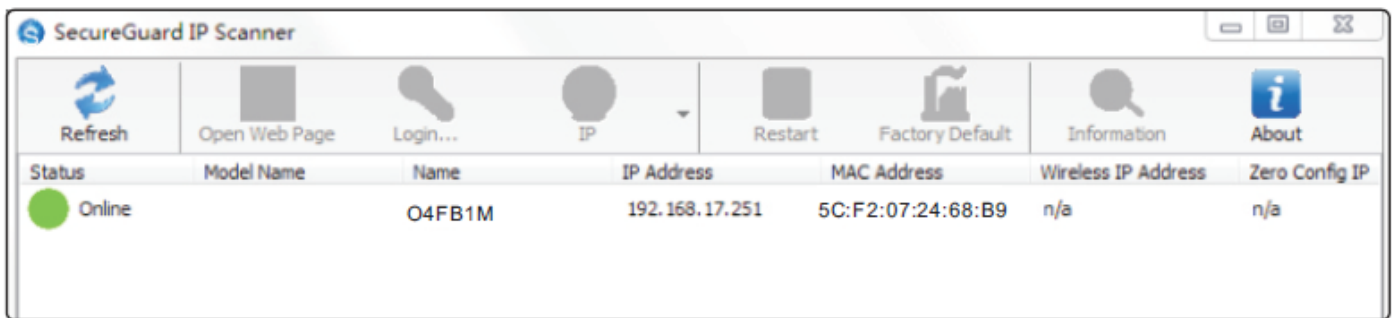 SecureGuard IP Scanner
Refresh Open Web Page Login... IP Restart Factory Default Information About
Status Model Name Name IP Address MAC Address Wireless IP Address Zero Config IP
Online O4FB1M 192.168.17.251 5C:F2:07:24:68:B9 n/a n/a